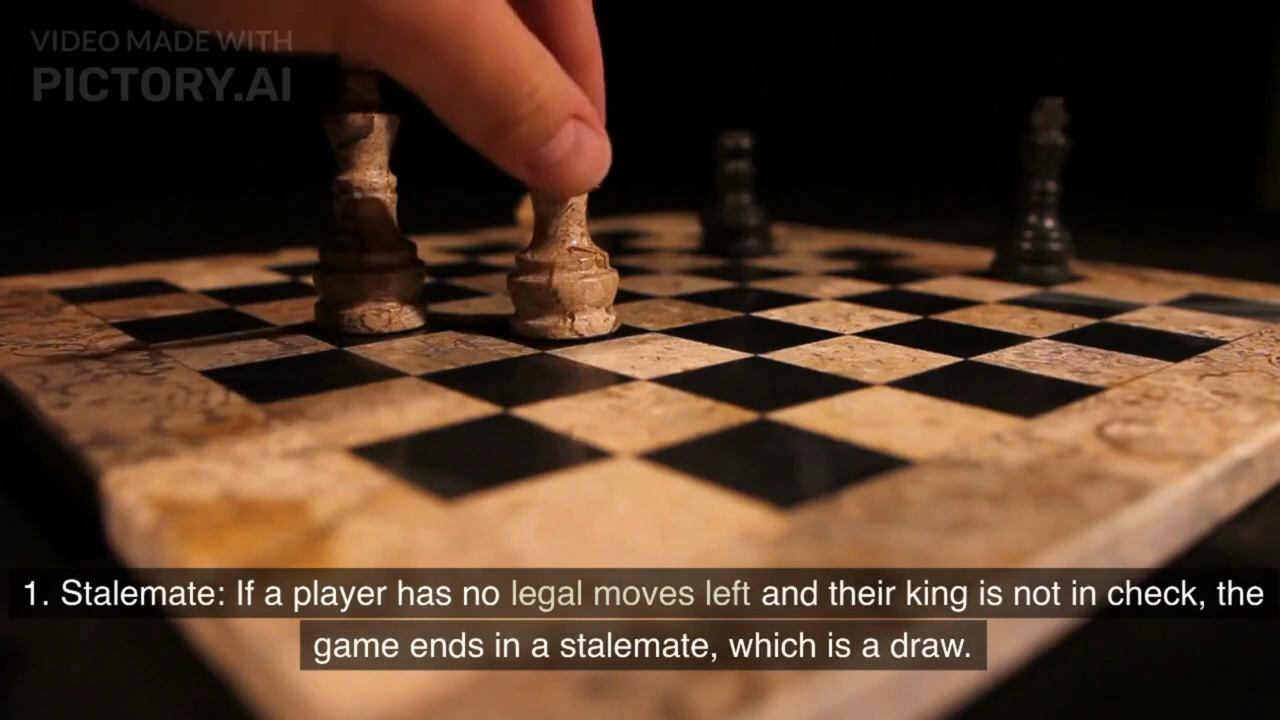 VIDEO MADE WITH
PICTORY.AI
1. Stalemate: If a player has no legal moves left and their king is not in check, the
game ends in a stalemate, which is a draw.